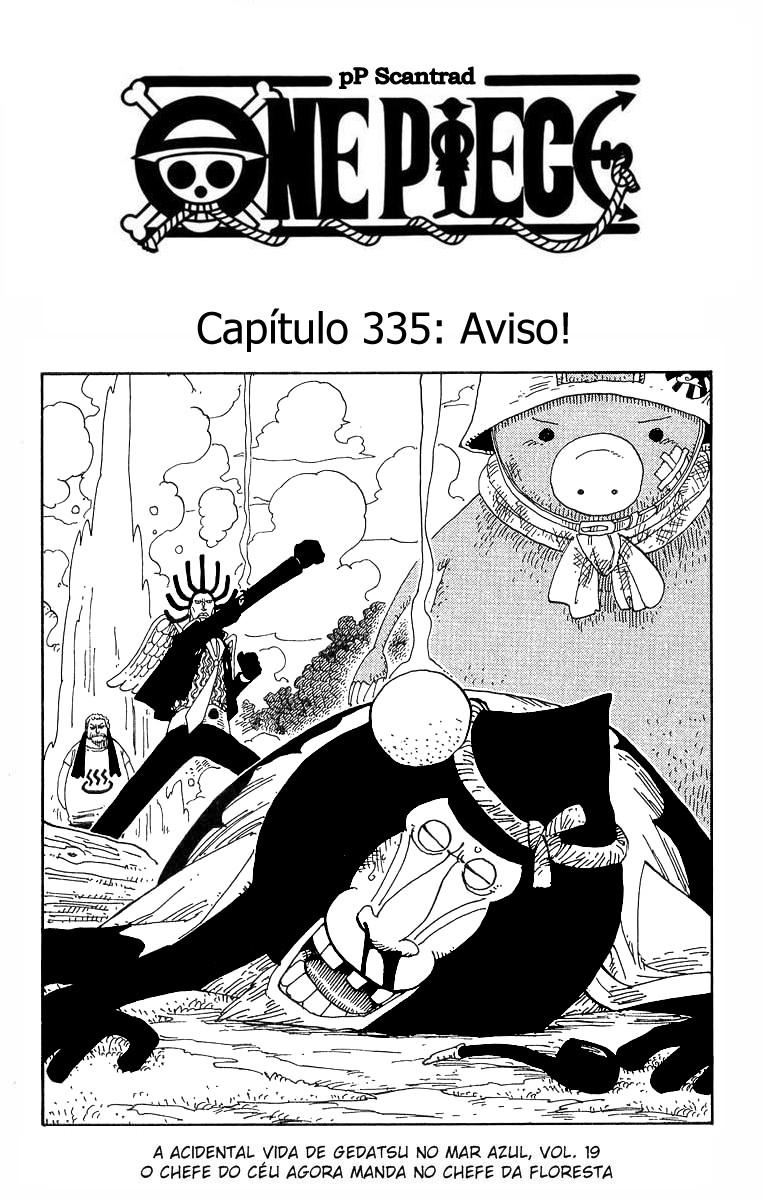 pP Scantrad
ONE PIECE
Capítulo 335: Aviso!
A ACIDENTAL VIDA DE GEDATSU NO MAR AZUL, VOL. 19
O CHEFE DO CÉU AGORA MANDA NO CHEFE DA FLORESTA